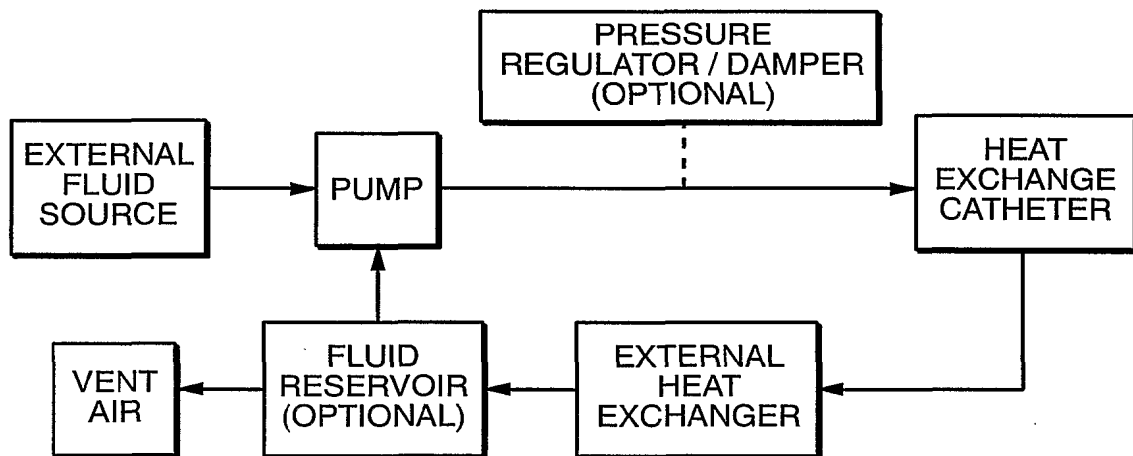 PRESSURE
REGULATOR / DAMPER
(OPTIONAL)
EXTERNAL
FLUID
SOURCE
PUMP
HEAT
EXCHANGE
CATHETER
VENT
AIR
FLUID
RESERVOIR
(OPTIONAL)
EXTERNAL
HEAT
EXCHANGER